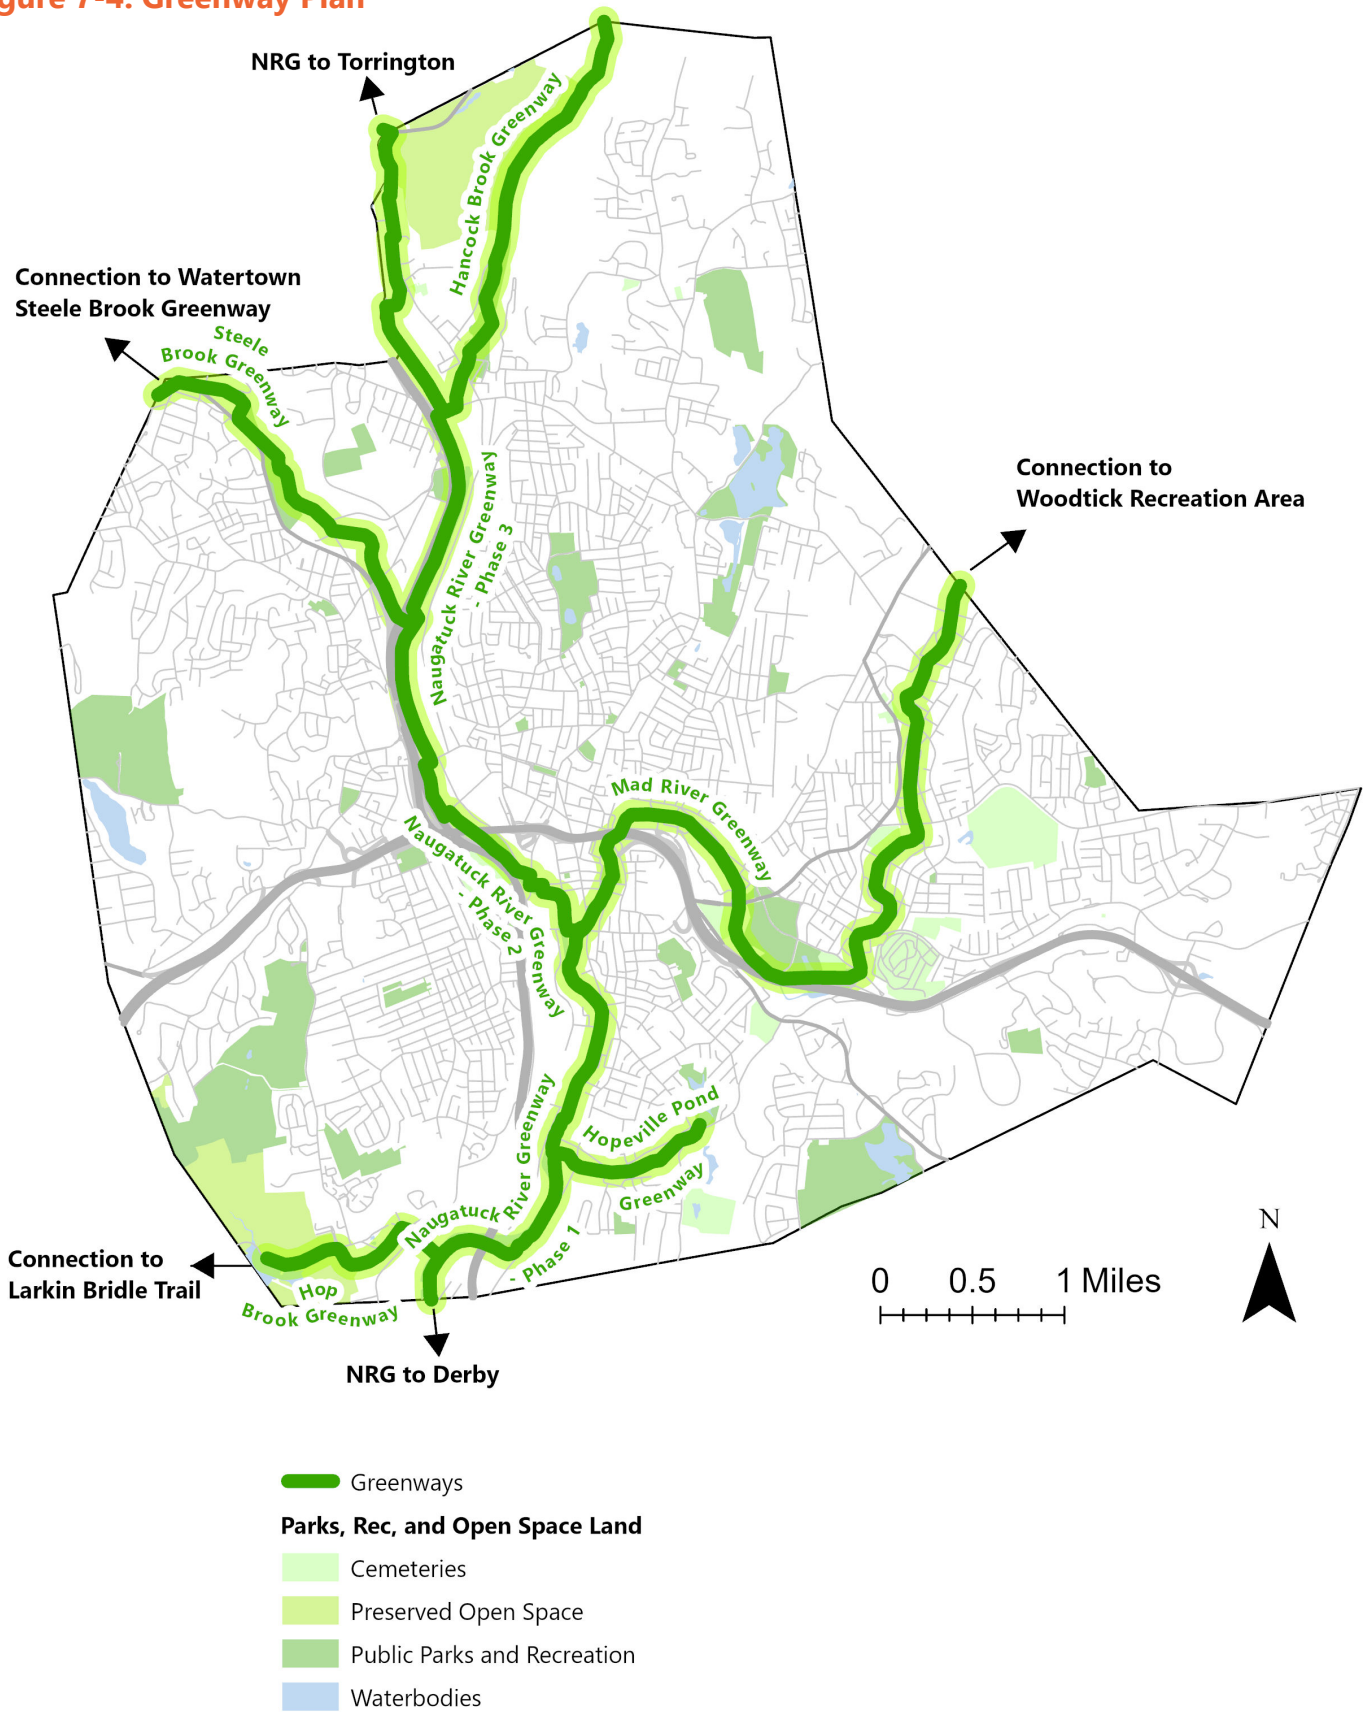 gure 7-4: Greenway Plan
NRG to Torrington
Hancock Brook Greenway
Connection to Watertown
Steele Brook Greenway
Steele
Brook Greenway
Connection to
Woodtick Recreation Area
Naugatuck River Greenway
- Phase 3
Mad River Greenway
Naugatuck River Greenway
- Phase 2
Hopeville Pond
Greenway
Naugatuck River Greenway
- Phase 1
Connection to
Larkin Bridle Trail
Hop
Brook Greenway
NRG to Derby
N
0 0.5 1 Miles
Greenways
Parks, Rec, and Open Space Land
Cemeteries
Preserved Open Space
Public Parks and Recreation
Waterbodies